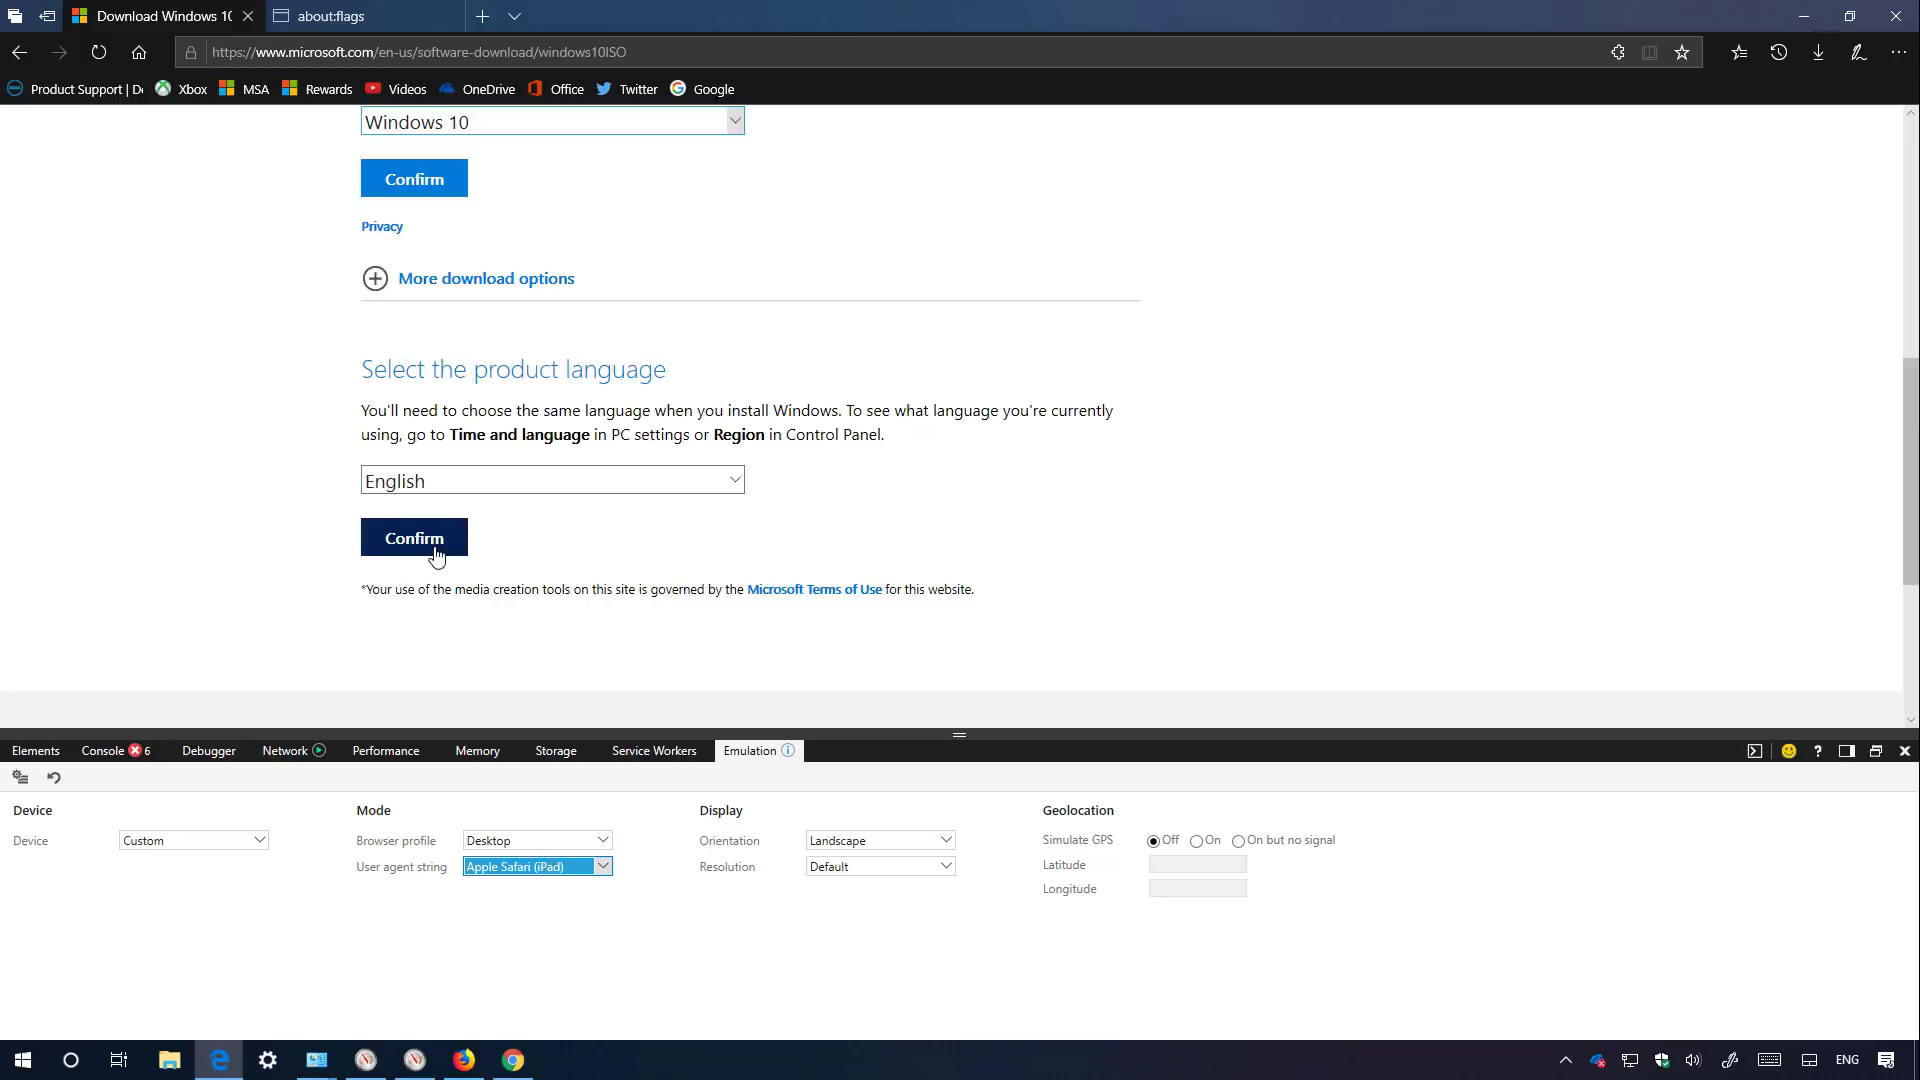 Download Windows 10
about:flags
https://www.microsoft.com/en-us/software-download/windows10ISO
Product Support | De
Xbox
MSA
Rewards
Videos
OneDrive
Office
Twitter
Google
Windows 10
Confirm
Privacy
More download options
Select the product language
You'll need to choose the same language when you install Windows. To see what language you're currently
using, go to Time and language in PC settings or Region in Control Panel.
English
Confirm
*Your use of the media creation tools on this site is governed by the Microsoft Terms of Use for this website.
Elements
Console 6
Debugger
Network
Performance
Memory
Storage
Service Workers
Emulation
Device
Mode
Display
Geolocation
Device Custom
Browser profile Desktop
Orientation Landscape
Simulate GPS Off On On but no signal
User agent string Apple Safari (iPad)
Resolution Default
Latitude
Longitude
ENG